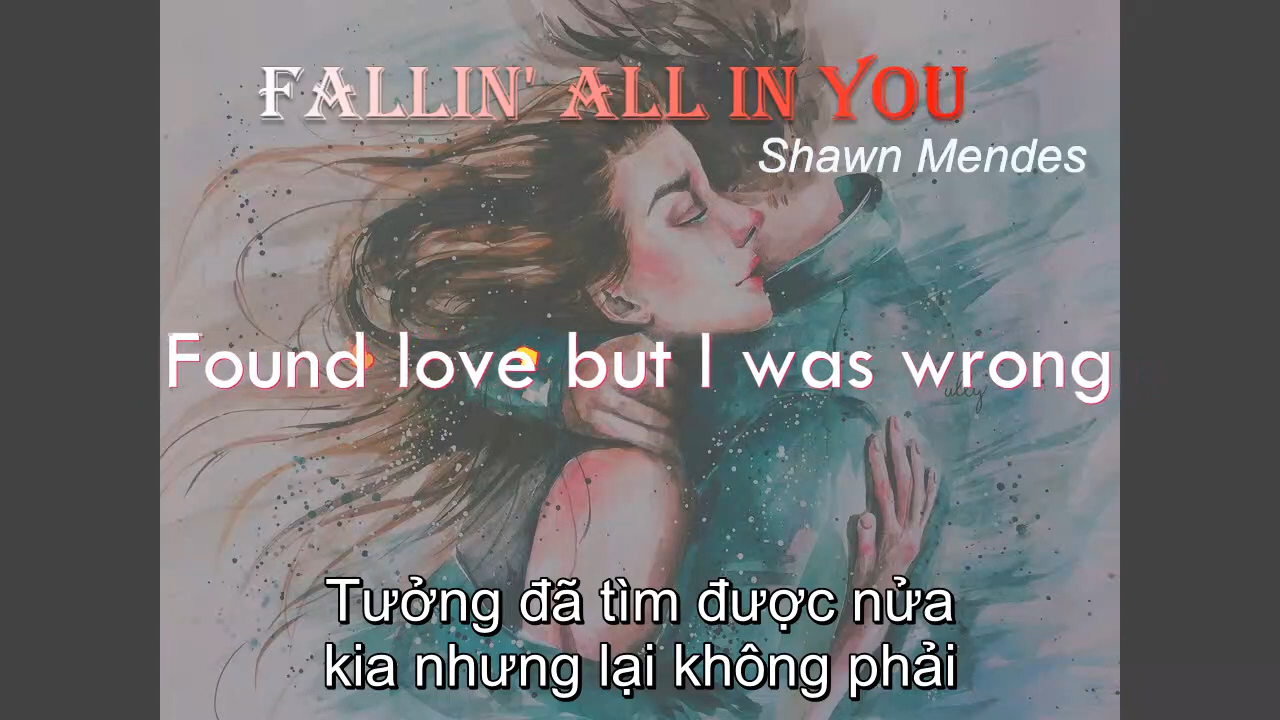 FALLIN' ALL IN YOU
Shawn Mendes
Found love but I was wrong
Tưởng đã tìm được nửa
kia nhưng lại không phải